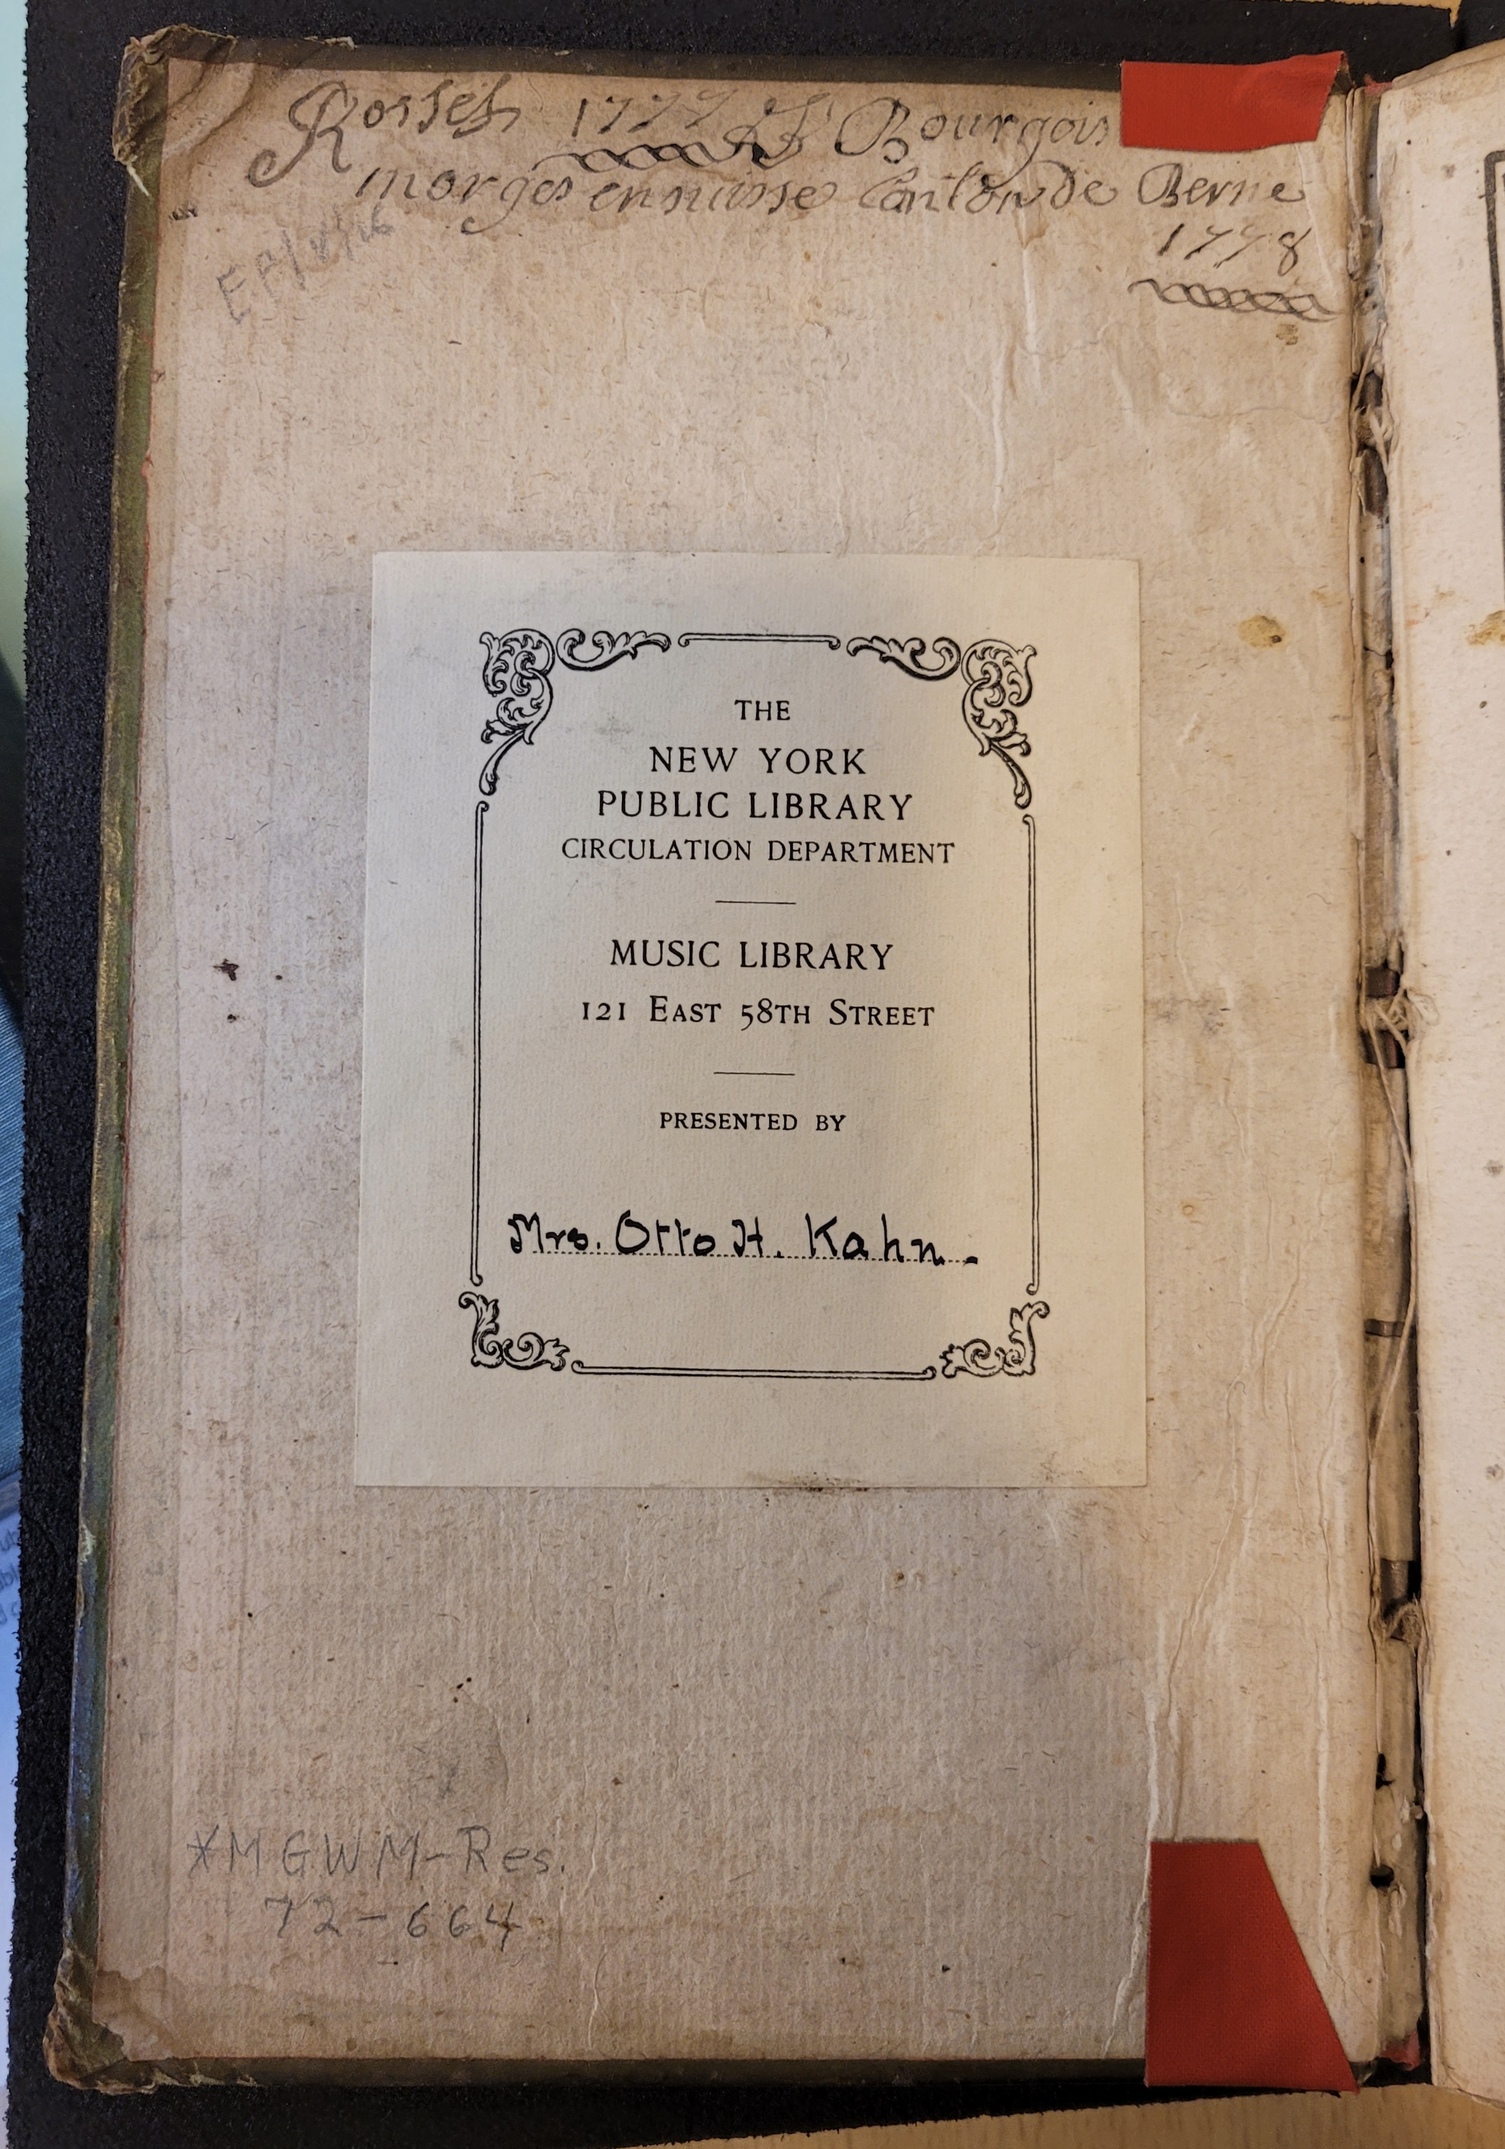 Rosset 1777 Bourgois
morges en suisse Canton de Berne
1778
THE
NEW YORK
PUBLIC LIBRARY
CIRCULATION DEPARTMENT
MUSIC LIBRARY
121 EAST 58TH STREET
PRESENTED BY
Mrs. Otto H. Kahn.
*MGWM-Res.
72-664